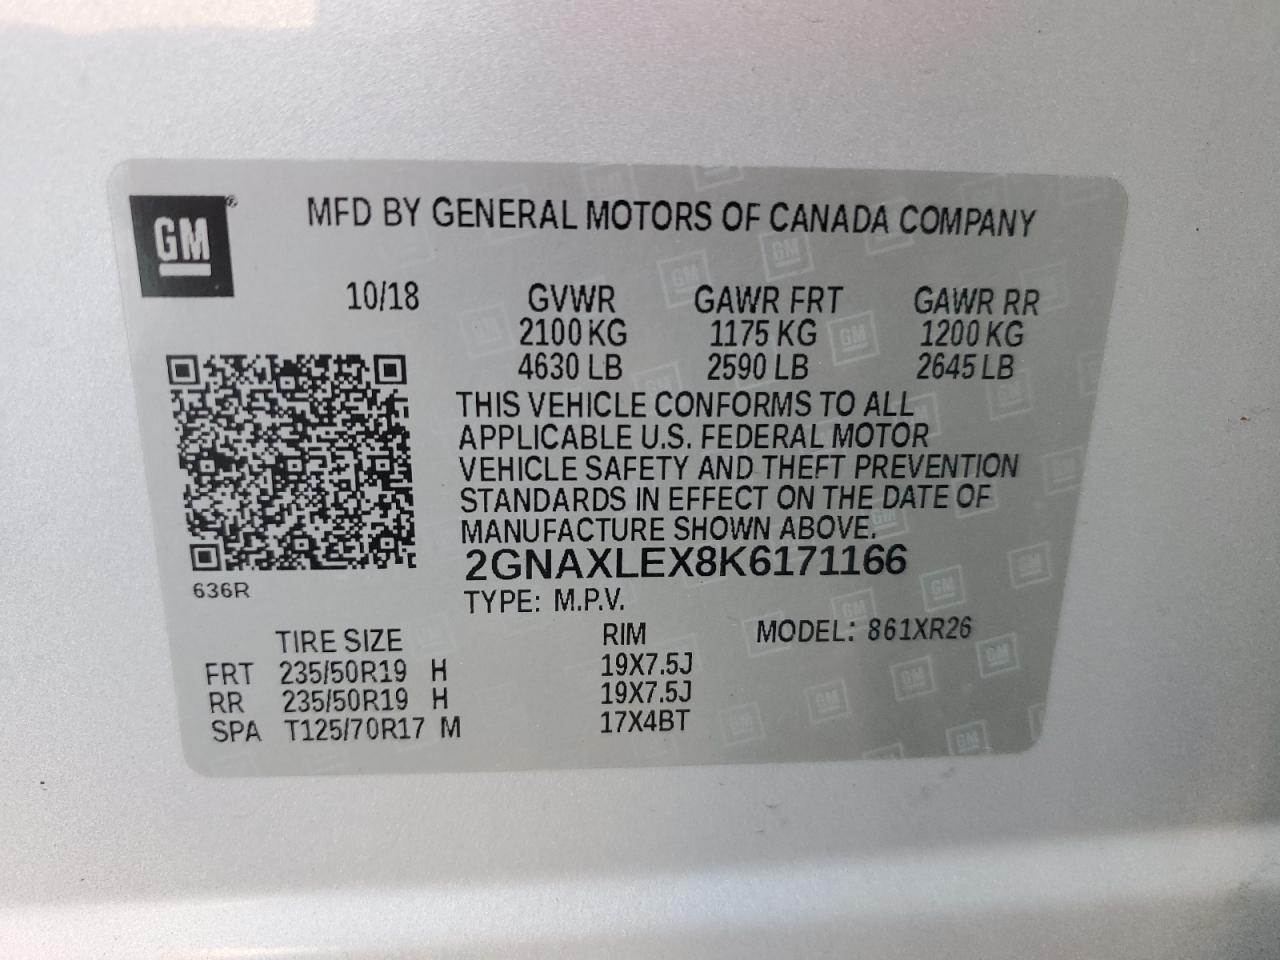 GM®
MFD BY GENERAL MOTORS OF CANADA COMPANY
10/18 GVWR GAWR FRT GAWR RR
2100 KG 1175 KG 1200 KG
4630 LB 2590 LB 2645 LB
THIS VEHICLE CONFORMS TO ALL
APPLICABLE U.S. FEDERAL MOTOR
VEHICLE SAFETY AND THEFT PREVENTION
STANDARDS IN EFFECT ON THE DATE OF
MANUFACTURE SHOWN ABOVE.
2GNAXLEX8K6171166
636R
TYPE: M.P.V.
TIRE SIZE RIM MODEL: 861XR26
FRT 235/50R19 H 19X7.5J
RR 235/50R19 H 19X7.5J
SPA T125/70R17 M 17X4BT